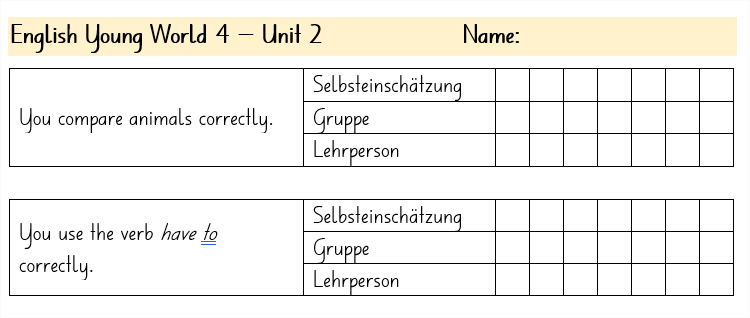 English Young World 4 – Unit 2 Name:
Selbsteinschätzung
You compare animals correctly.
Gruppe
Lehrperson
Selbsteinschätzung
You use the verb have to
correctly.
Gruppe
Lehrperson